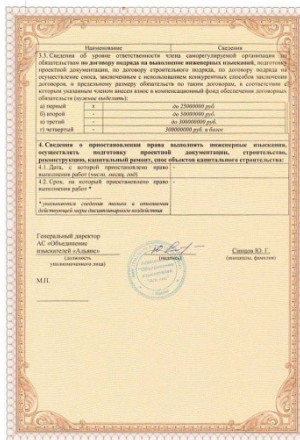 Наименование Сведения
3.3. Сведения об уровне ответственности члена саморегулируемой организации по
обязательствам по договору подряда на выполнение инженерных изысканий, подготовку
проектной документации, по договору строительного подряда, по договору подряда на
осуществление сноса, заключенным с использованием конкурентных способов заключения
договоров, и предельному размеру обязательств по таким договорам, в соответствии с
которым указанным членом внесен взнос в компенсационный фонд обеспечения договорных
обязательств (нужное выделить):
а) первый х до 25000000 руб.
б) второй - до 50000000 руб.
в) третий - до 300000000 руб.
г) четвертый - 300000000 руб. и более
4. Сведения о приостановлении права выполнять инженерные изыскания,
осуществлять подготовку проектной документации, строительство,
реконструкцию, капитальный ремонт, снос объектов капитального строительства:
4.1. Дата, с которой приостановлено право
выполнения работ (число, месяц, год) -
4.2. Срок, на который приостановлено право
выполнения работ * -
* указываются сведения только в отношении
действующей меры дисциплинарного воздействия
Генеральный директор
АС «Объединение
изыскателей «Альянс»
(должность
уполномоченного лица)
(подпись)
Ю. Г.
(инициалы, фамилия)
М.П.